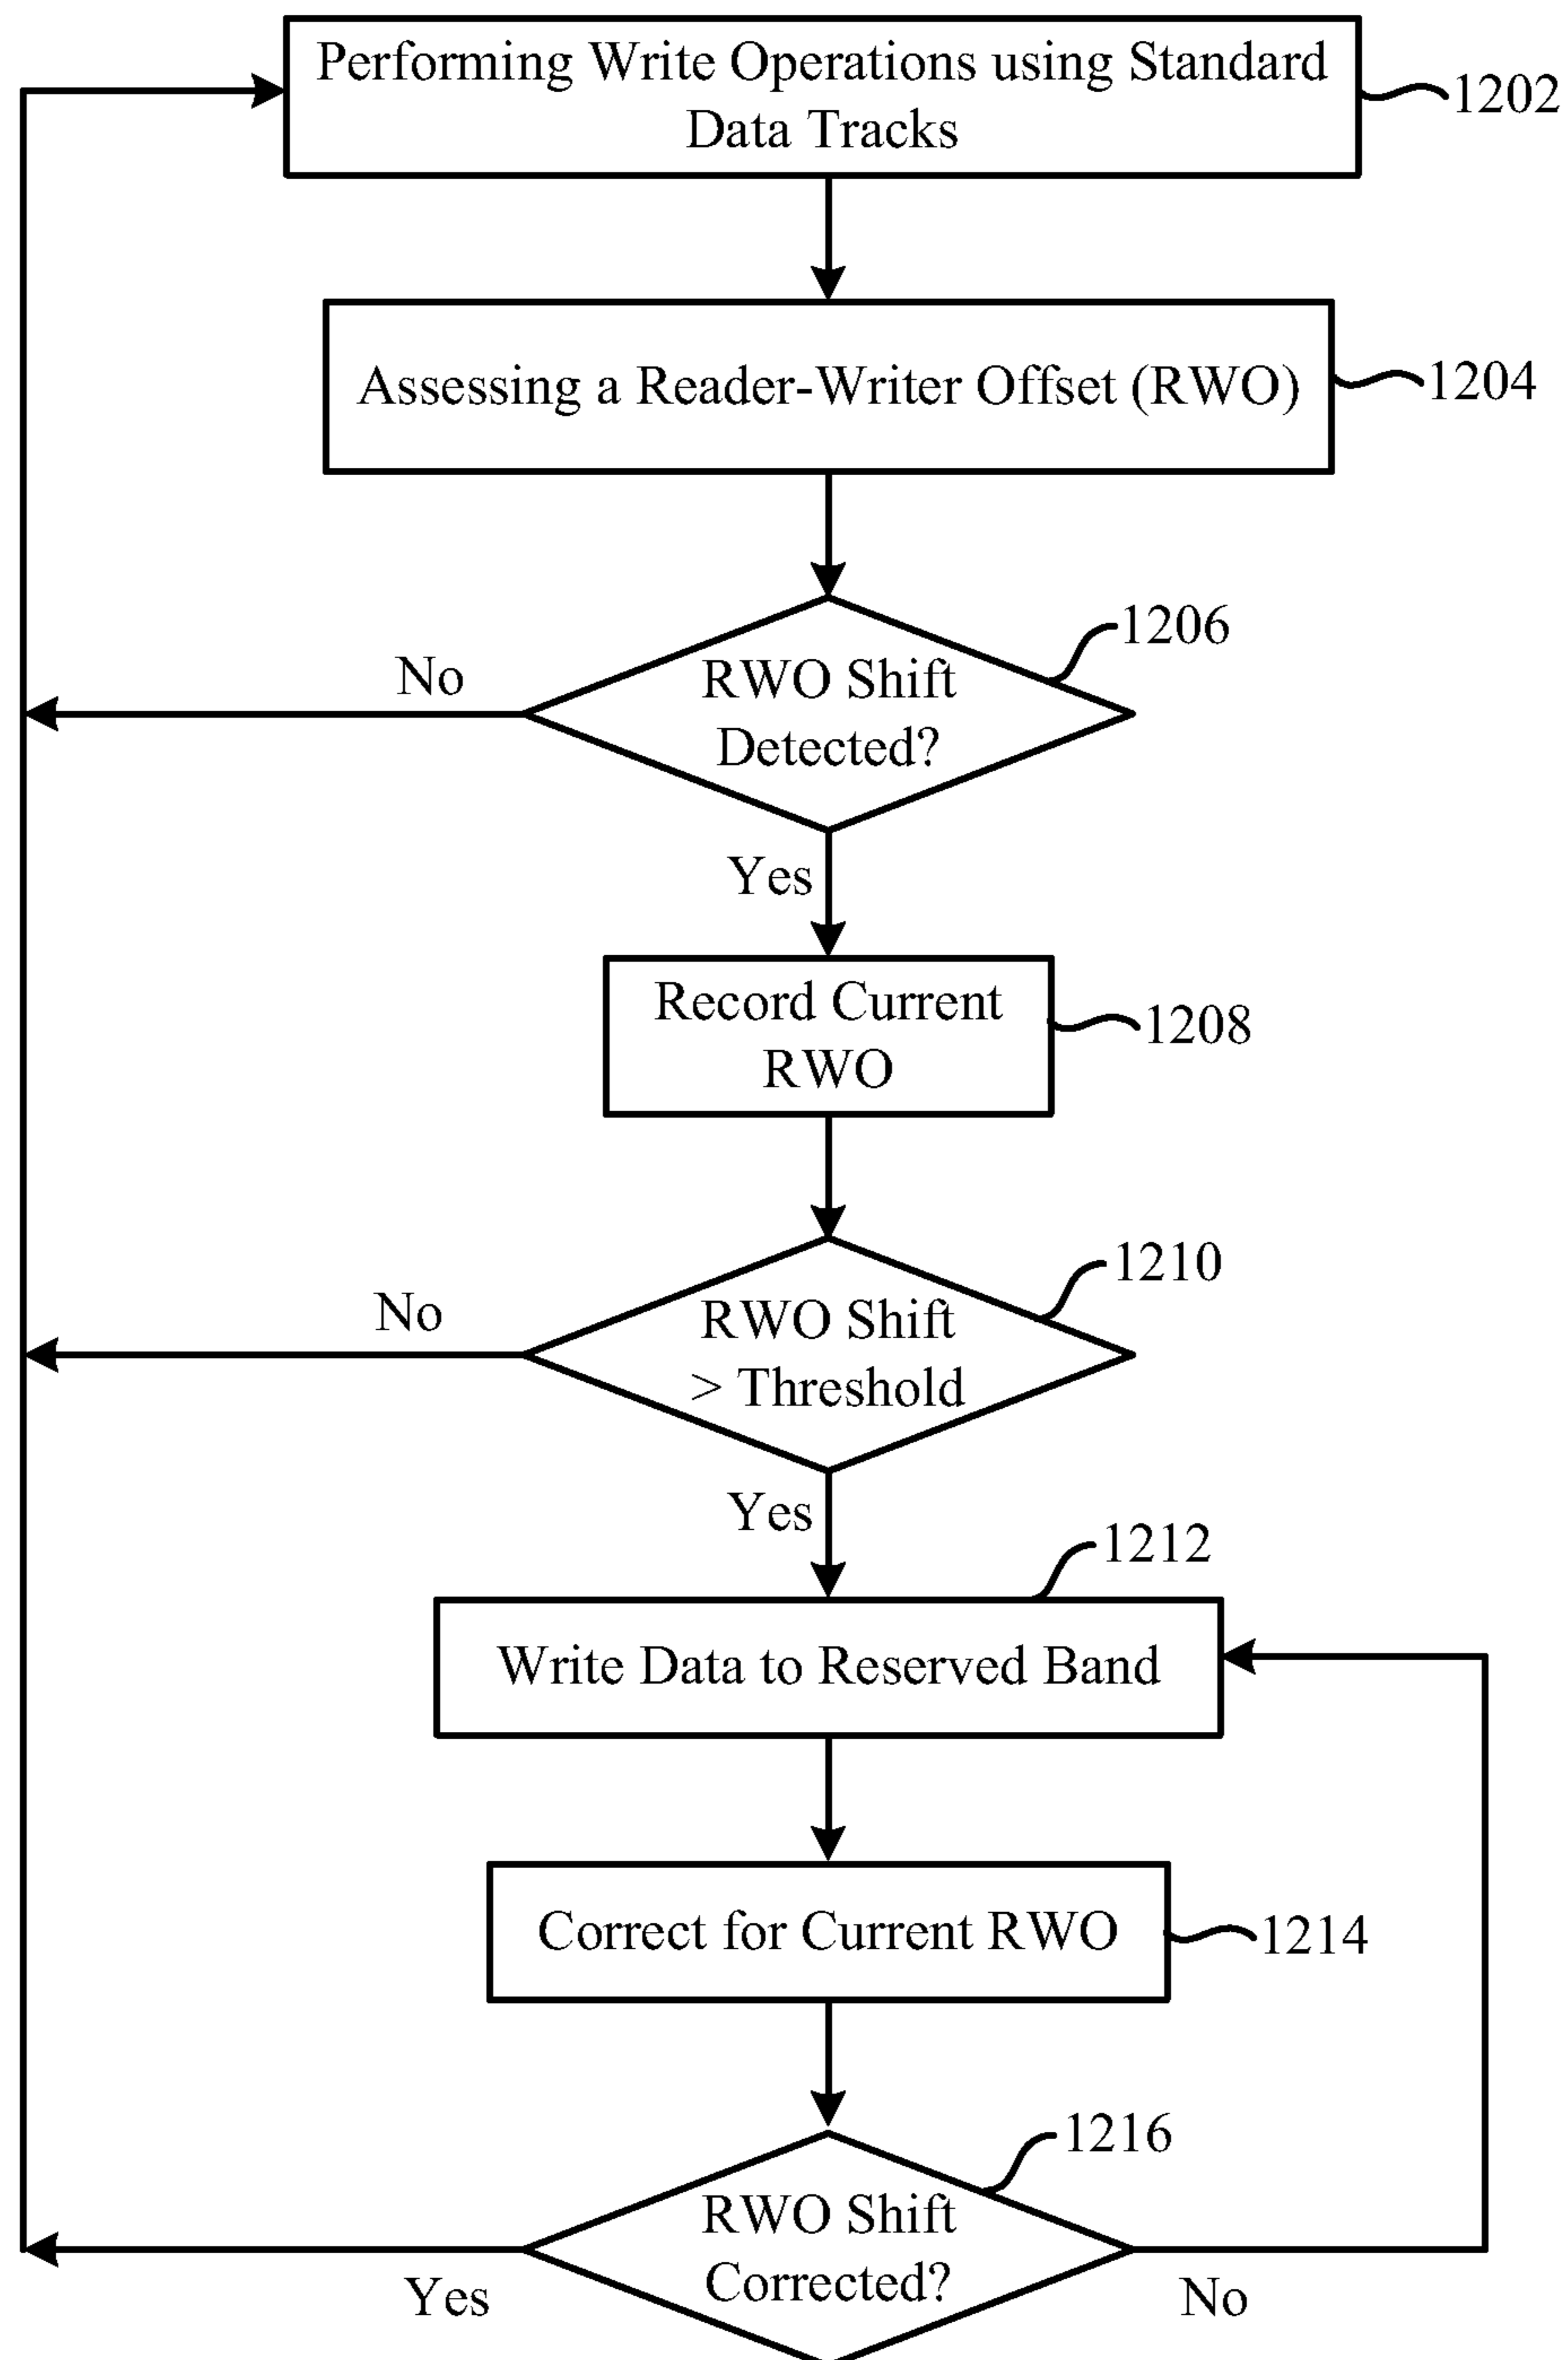 Performing Write Operations using Standard
Data Tracks
1202
Assessing a Reader-Writer Offset (RWO)
1204
1206
RWO Shift
Detected?
No
Yes
Record Current
RWO
1208
1210
RWO Shift
> Threshold
No
Yes
1212
Write Data to Reserved Band
Correct for Current RWO
1214
1216
RWO Shift
Corrected?
Yes
No